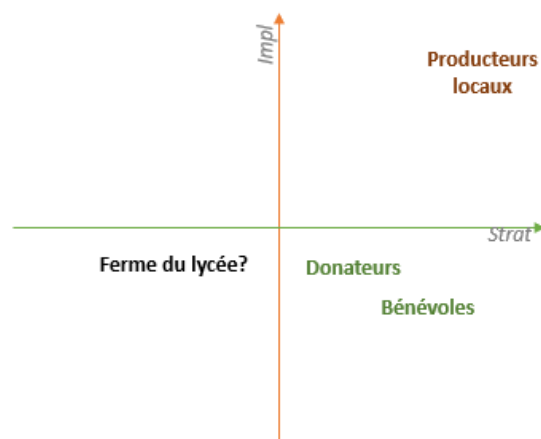 Impl
Producteurs
locaux
Strat
Ferme du lycée?
Donateurs
Bénévoles